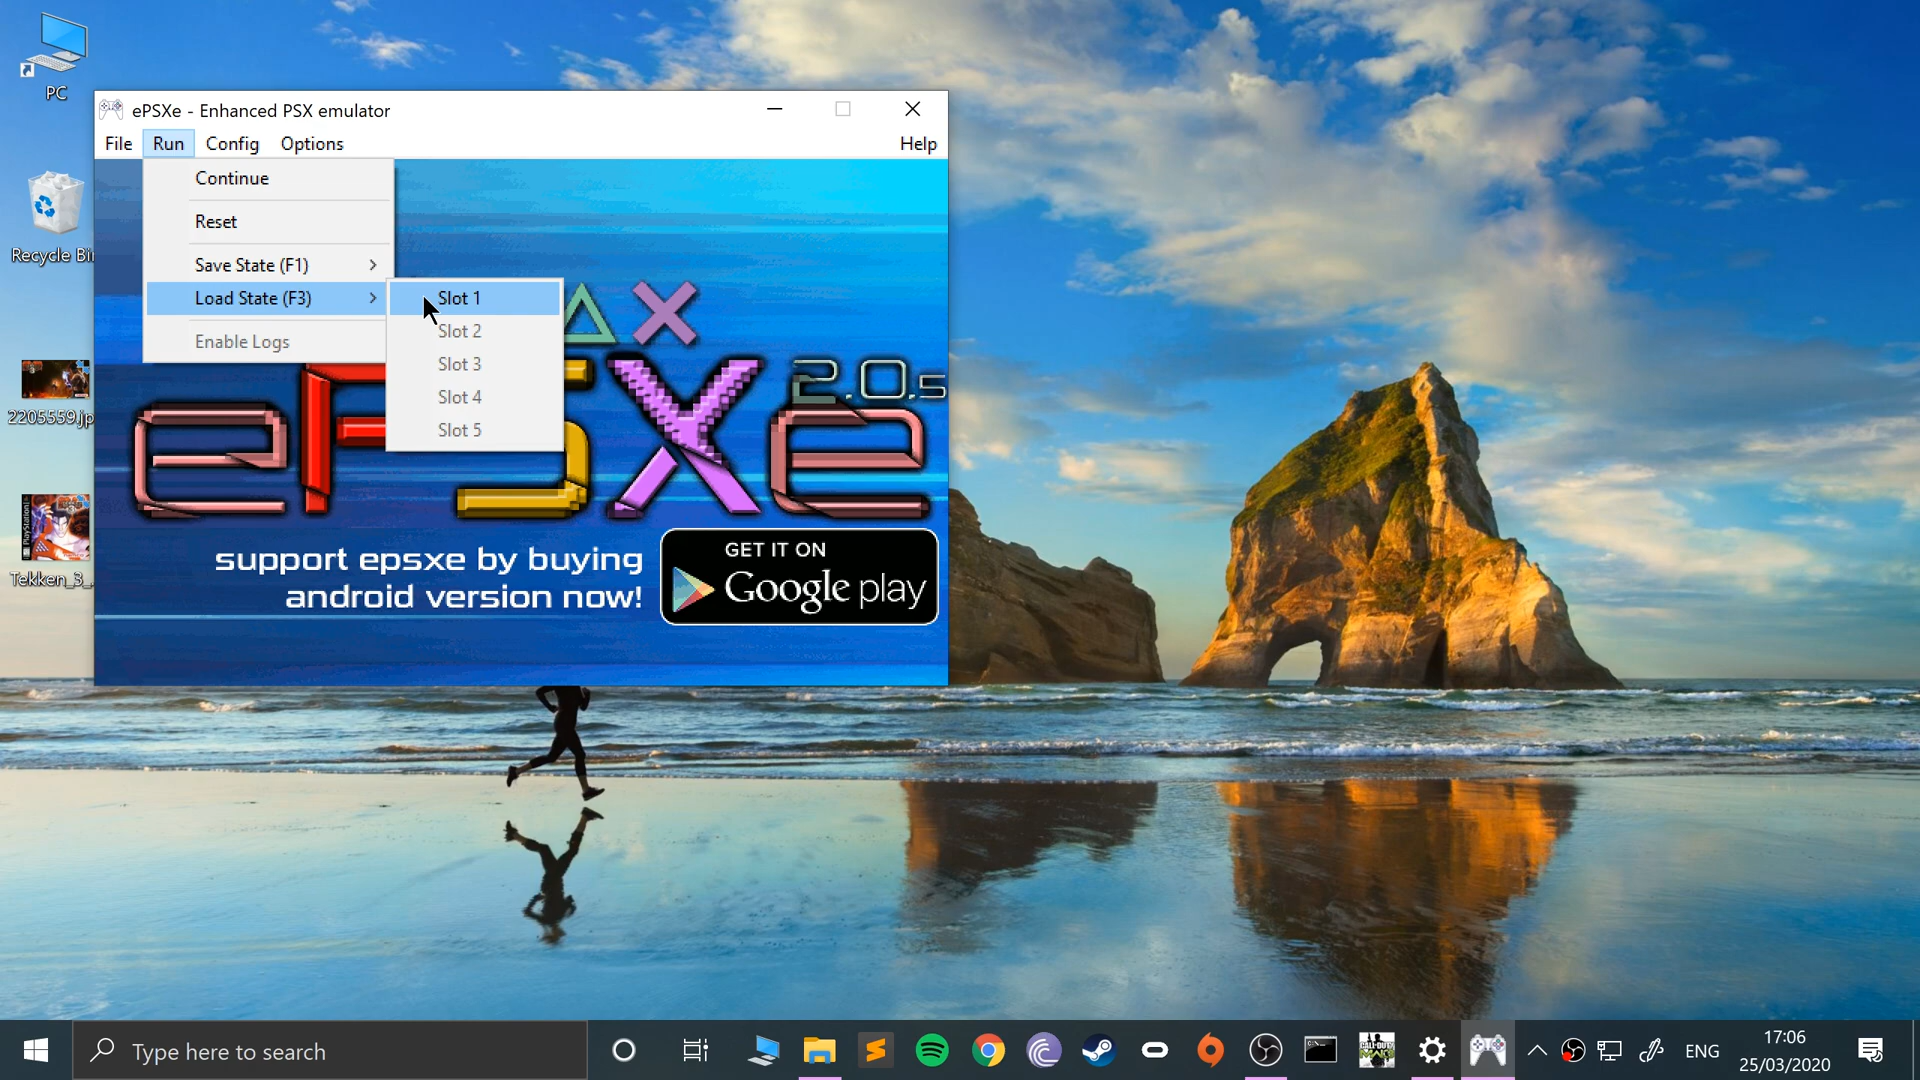 PC
Recycle Bi
2205559.jp
Tekken_3_
ePSXe - Enhanced PSX emulator
File Run Config Options Help
Continue
Reset
Save State (F1)
Load State (F3)
Enable Logs
Slot 1
Slot 2
Slot 3
Slot 4
Slot 5
2.0.5
ePSXe
support epsxe by buying
android version now!
GET IT ON
Google play
Type here to search
ENG
17:06
25/03/2020